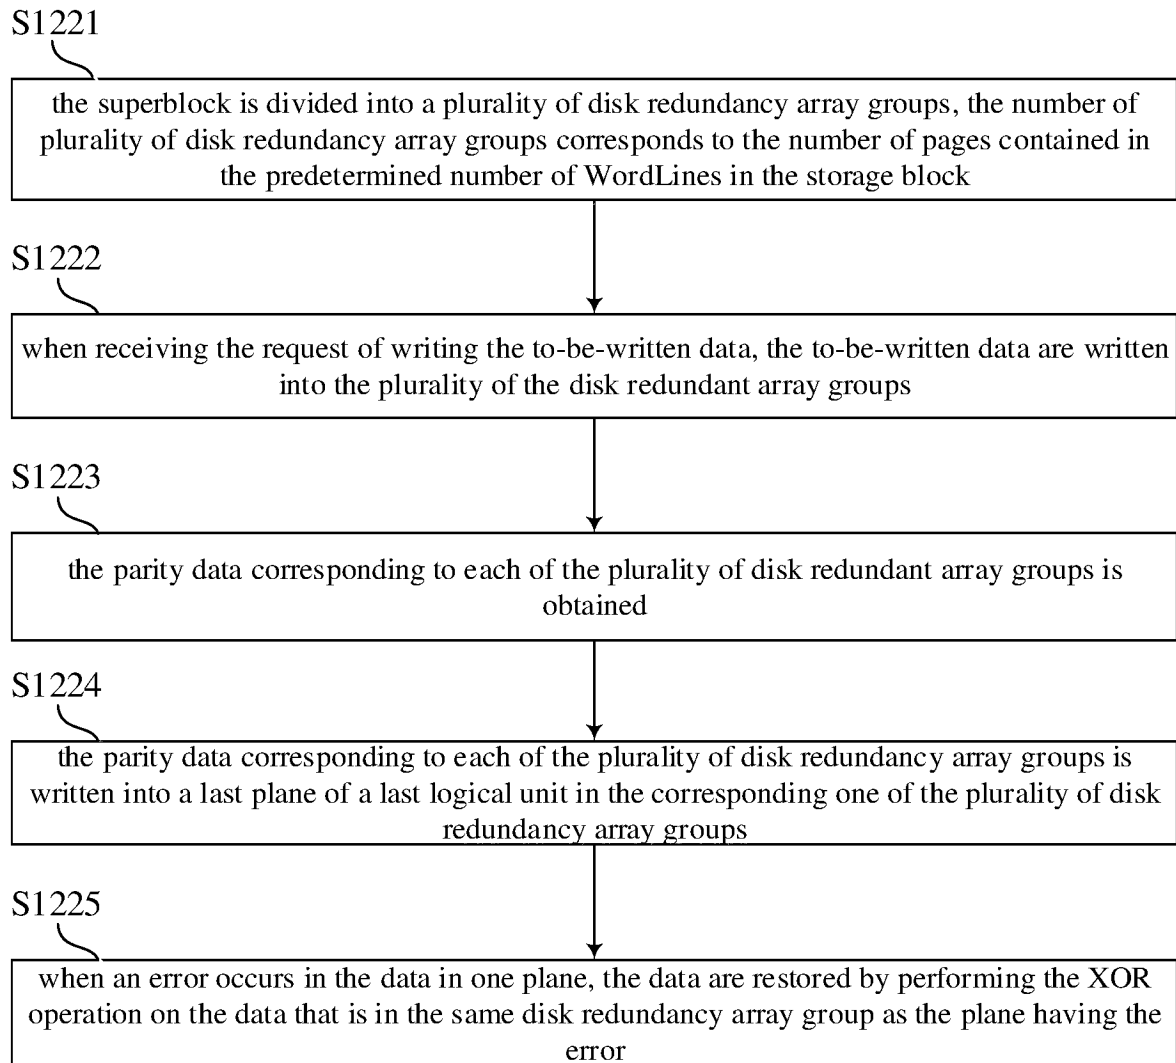 S1221
the superblock is divided into a plurality of disk redundancy array groups, the number of
plurality of disk redundancy array groups corresponds to the number of pages contained in
the predetermined number of WordLines in the storage block
S1222
when receiving the request of writing the to-be-written data, the to-be-written data are written
into the plurality of the disk redundant array groups
S1223
the parity data corresponding to each of the plurality of disk redundant array groups is
obtained
S1224
the parity data corresponding to each of the plurality of disk redundancy array groups is
written into a last plane of a last logical unit in the corresponding one of the plurality of disk
redundancy array groups
S1225
when an error occurs in the data in one plane, the data are restored by performing the XOR
operation on the data that is in the same disk redundancy array group as the plane having the
error